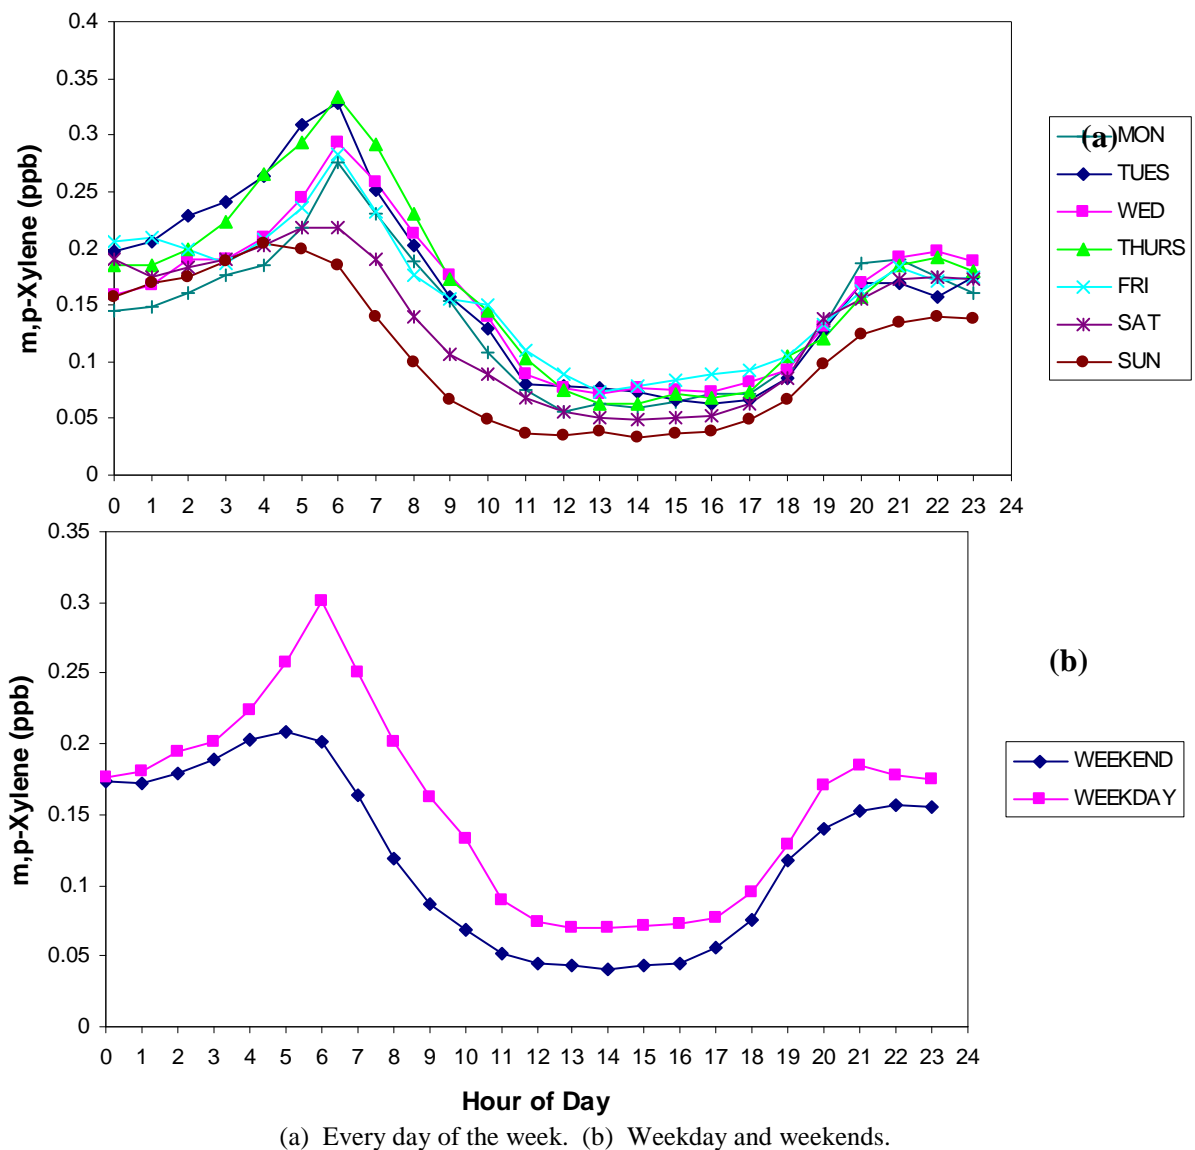 0.4
0.35
0.3
0.25
0.2
0.15
0.1
0.05
0
m,p-Xylene (ppb)
0 1 2 3 4 5 6 7 8 9 10 11 12 13 14 15 16 17 18 19 20 21 22 23 24
(a)
MON
TUES
WED
THURS
FRI
SAT
SUN
0.35
0.3
0.25
0.2
0.15
0.1
0.05
0
m,p-Xylene (ppb)
0 1 2 3 4 5 6 7 8 9 10 11 12 13 14 15 16 17 18 19 20 21 22 23 24
Hour of Day
(b)
WEEKEND
WEEKDAY
(a) Every day of the week. (b) Weekday and weekends.